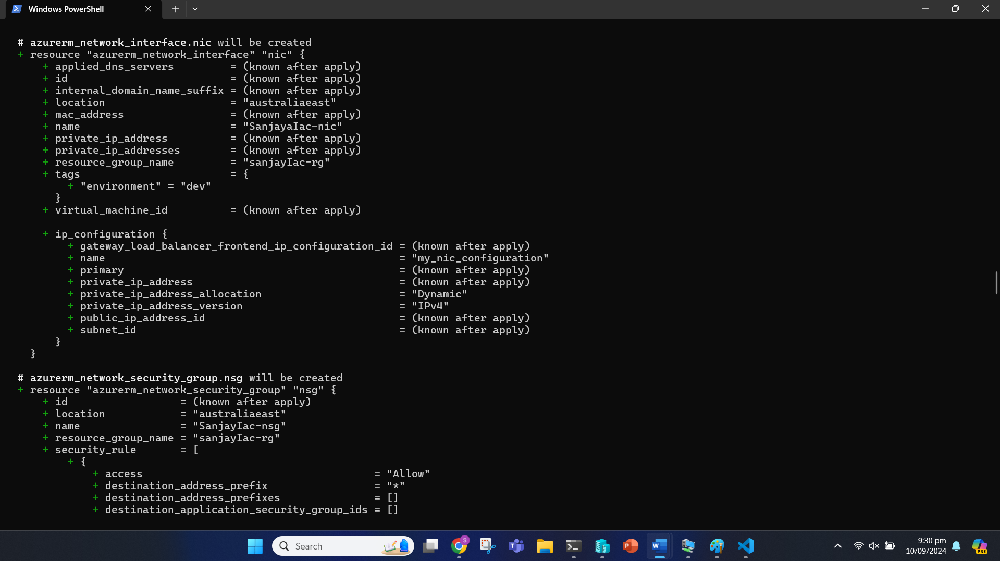 Windows PowerShell
# azurerm_network_interface.nic will be created
+ resource "azurerm_network_interface" "nic" {
+ applied_dns_servers = (known after apply)
+ id = (known after apply)
+ internal_domain_name_suffix = (known after apply)
+ location = "australiaeast"
+ mac_address = (known after apply)
+ name = "SanjayaIac-nic"
+ private_ip_address = (known after apply)
+ private_ip_addresses = (known after apply)
+ resource_group_name = "sanjayIac-rg"
+ tags = {
+ "environment" = "dev"
}
+ virtual_machine_id = (known after apply)
+ ip_configuration {
+ gateway_load_balancer_frontend_ip_configuration_id = (known after apply)
+ name = "my_nic_configuration"
+ primary = (known after apply)
+ private_ip_address = (known after apply)
+ private_ip_address_allocation = "Dynamic"
+ private_ip_address_version = "IPv4"
+ public_ip_address_id = (known after apply)
+ subnet_id = (known after apply)
}
}
# azurerm_network_security_group.nsg will be created
+ resource "azurerm_network_security_group" "nsg" {
+ id = (known after apply)
+ location = "australiaeast"
+ name = "SanjayIac-nsg"
+ resource_group_name = "sanjayIac-rg"
+ security_rule = [
+ {
+ access = "Allow"
+ destination_address_prefix = "*"
+ destination_address_prefixes = []
+ destination_application_security_group_ids = []
Search
S
T
P
W
9:30 pm
10/09/2024
PRE